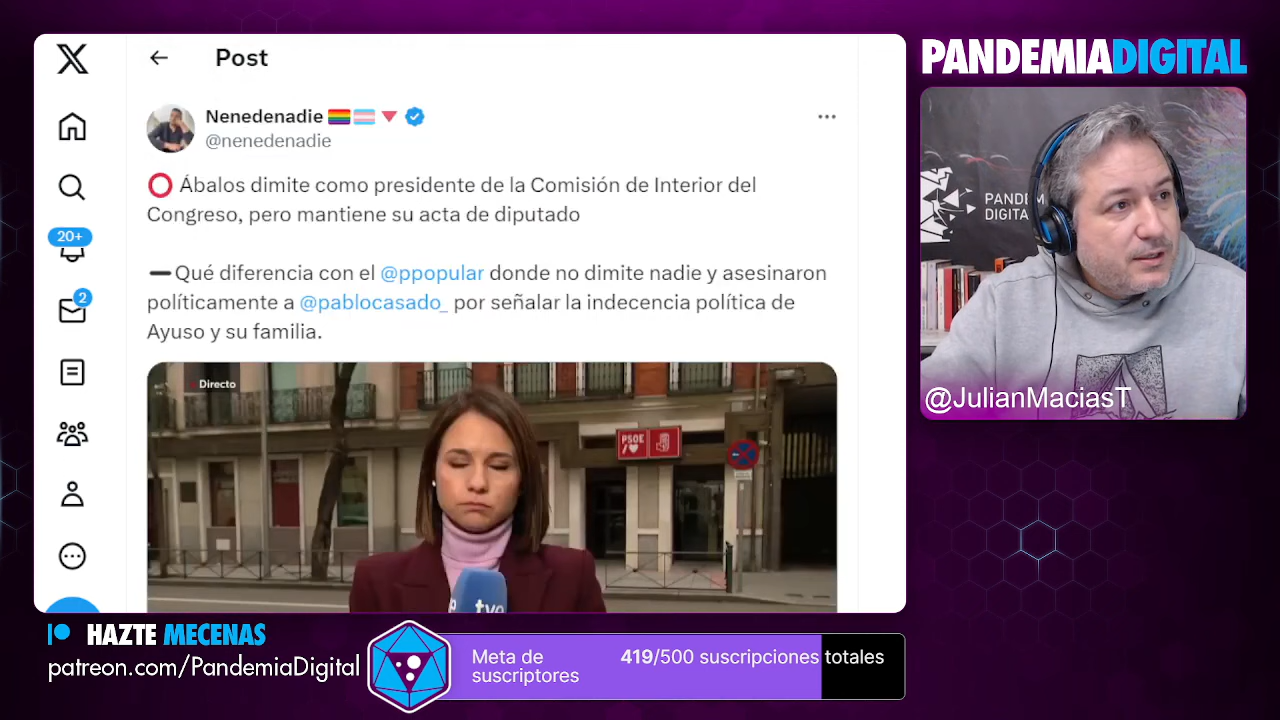 Post
Nenedenadie
@nenedenadie
Ábalos dimite como presidente de la Comisión de Interior del
Congreso, pero mantiene su acta de diputado
Qué diferencia con el @ppopular donde no dimite nadie y asesinaron
políticamente a @pablocasado_ por señalar la indecencia política de
Ayuso y su familia.
20+
2
Directo
PSOE
tve
PANDEMIADIGITAL
PANDEM
DIGITA
@JulianMaciasT
HAZTE MECENAS
patreon.com/PandemiaDigital
Meta de
suscriptores
419/500 suscripciones totales